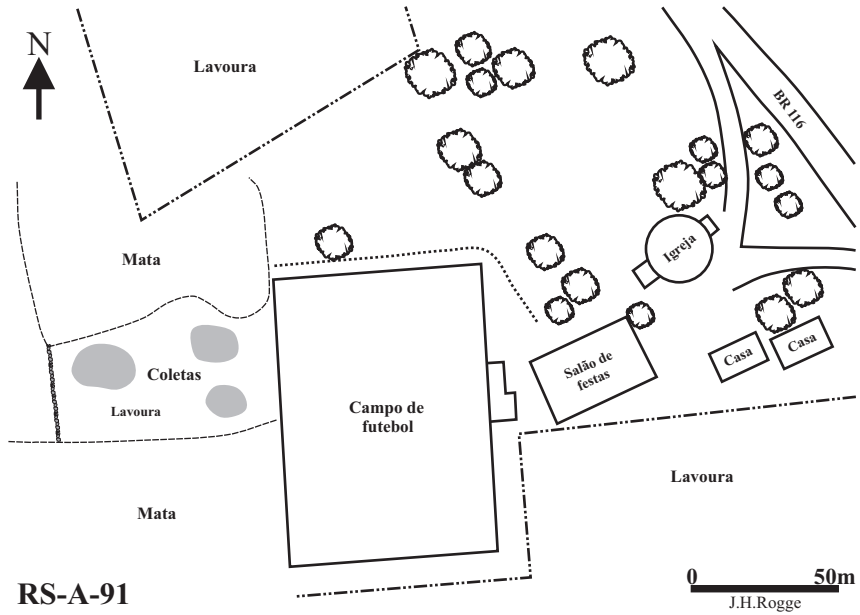 N
Lavoura
BR 116
Mata
Igreja
Coletas
Lavoura
Campo de
futebol
Salão de
festas
Casa
Casa
Mata
Lavoura
RS-A-91
0 50m
J.H.Rogge